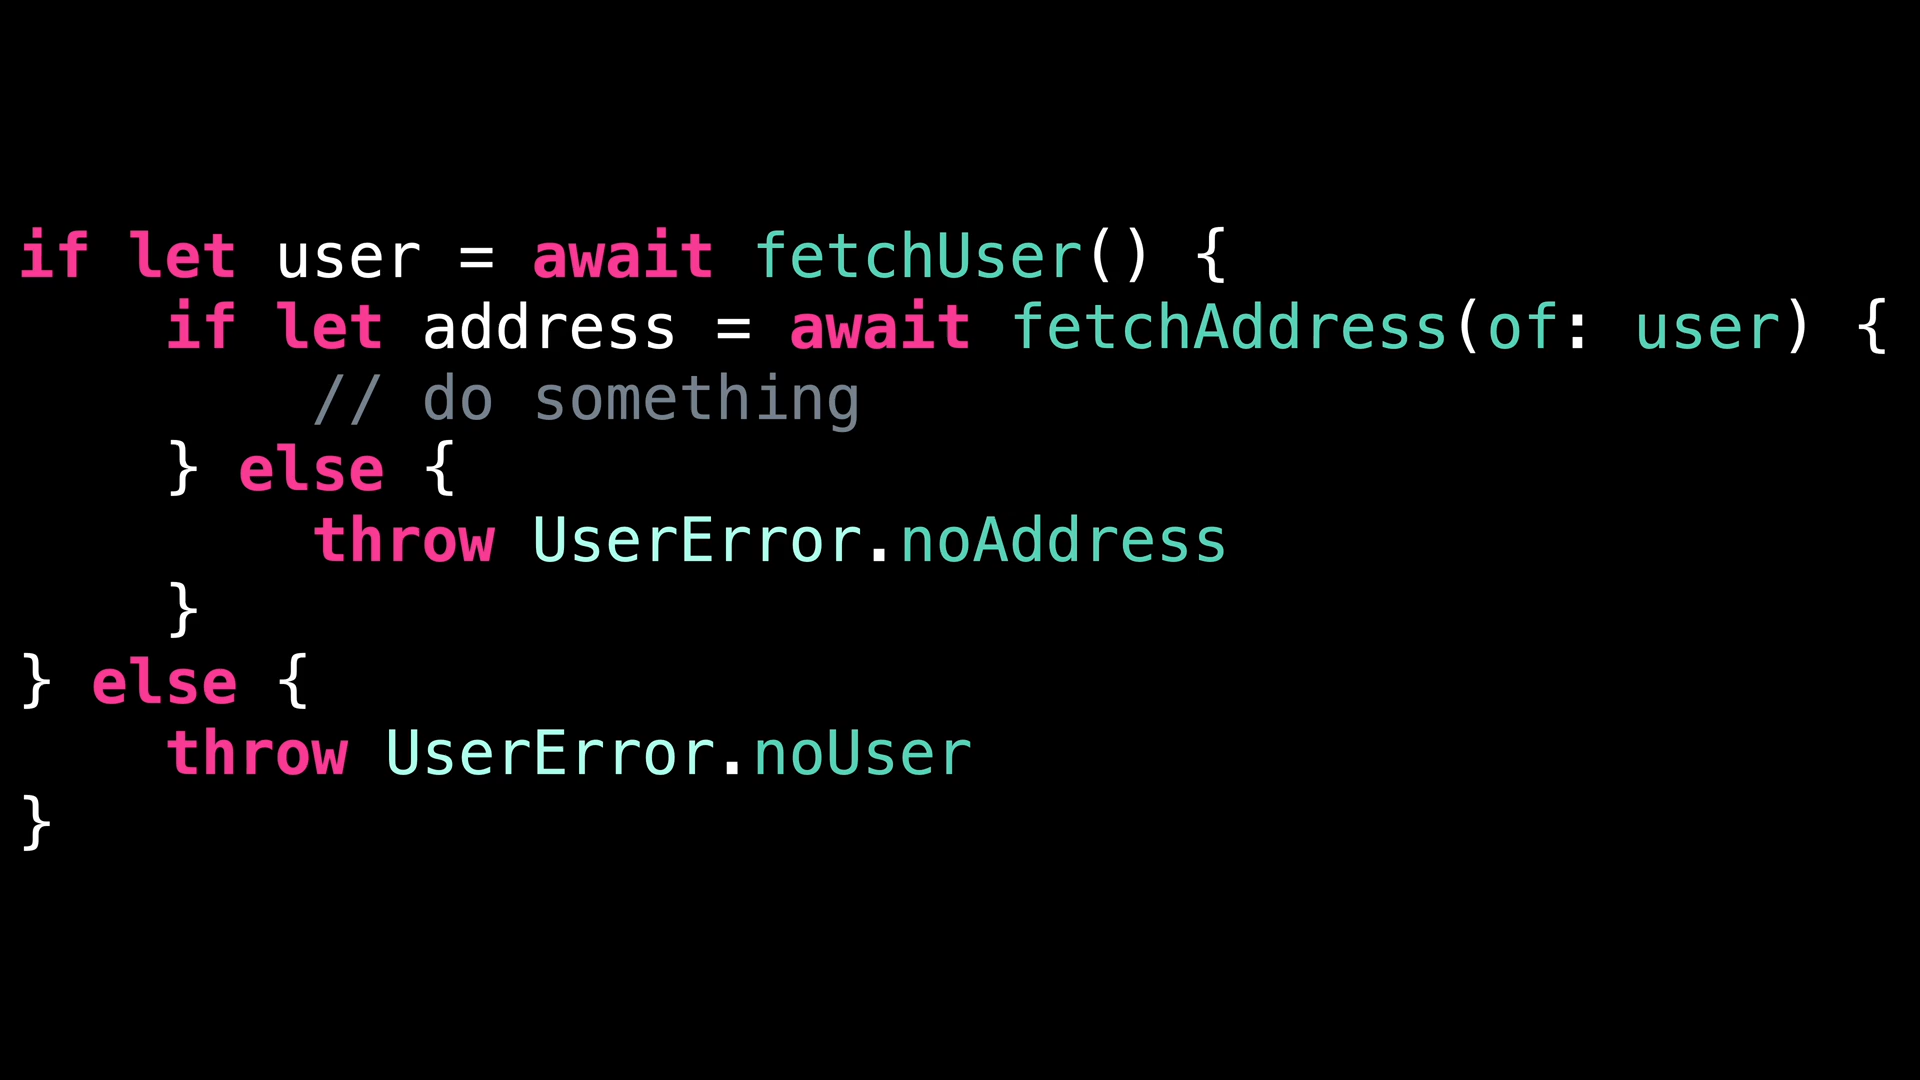 if let user = await fetchUser() {
    if let address = await fetchAddress(of: user) {
        // do something
    } else {
        throw UserError.noAddress
    }
} else {
    throw UserError.noUser
}